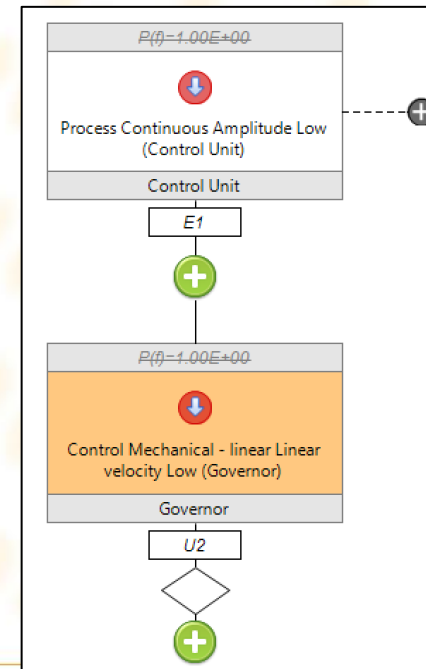 P(f)=1.00E+00
Process Continuous Amplitude Low
(Control Unit)
Control Unit
E1
P(f)=1.00E+00
Control Mechanical - linear Linear
velocity Low (Governor)
Governor
U2